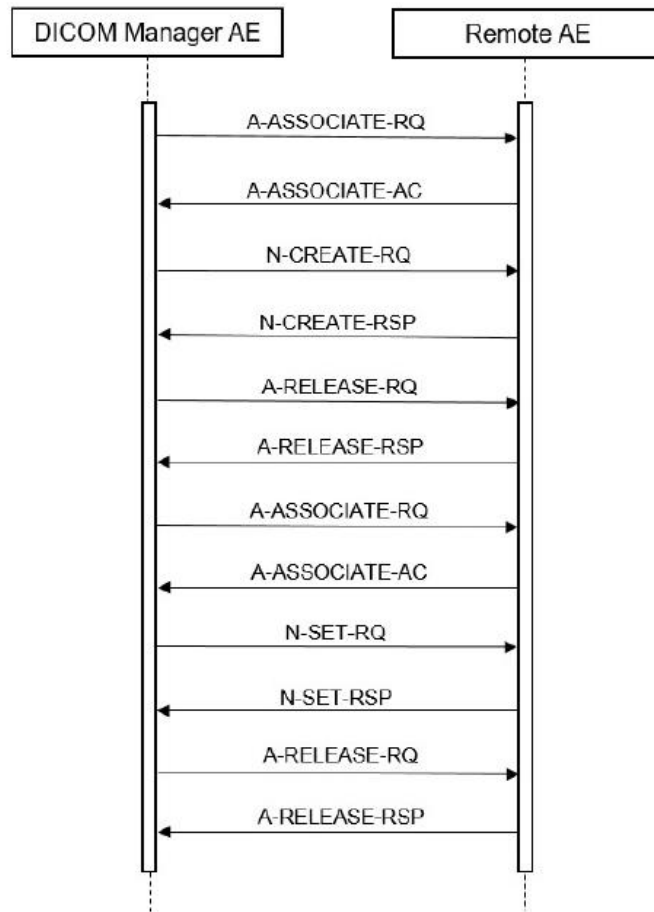 DICOM Manager AE
Remote AE
A-ASSOCIATE-RQ
A-ASSOCIATE-AC
N-CREATE-RQ
N-CREATE-RSP
A-RELEASE-RQ
A-RELEASE-RSP
A-ASSOCIATE-RQ
A-ASSOCIATE-AC
N-SET-RQ
N-SET-RSP
A-RELEASE-RQ
A-RELEASE-RSP